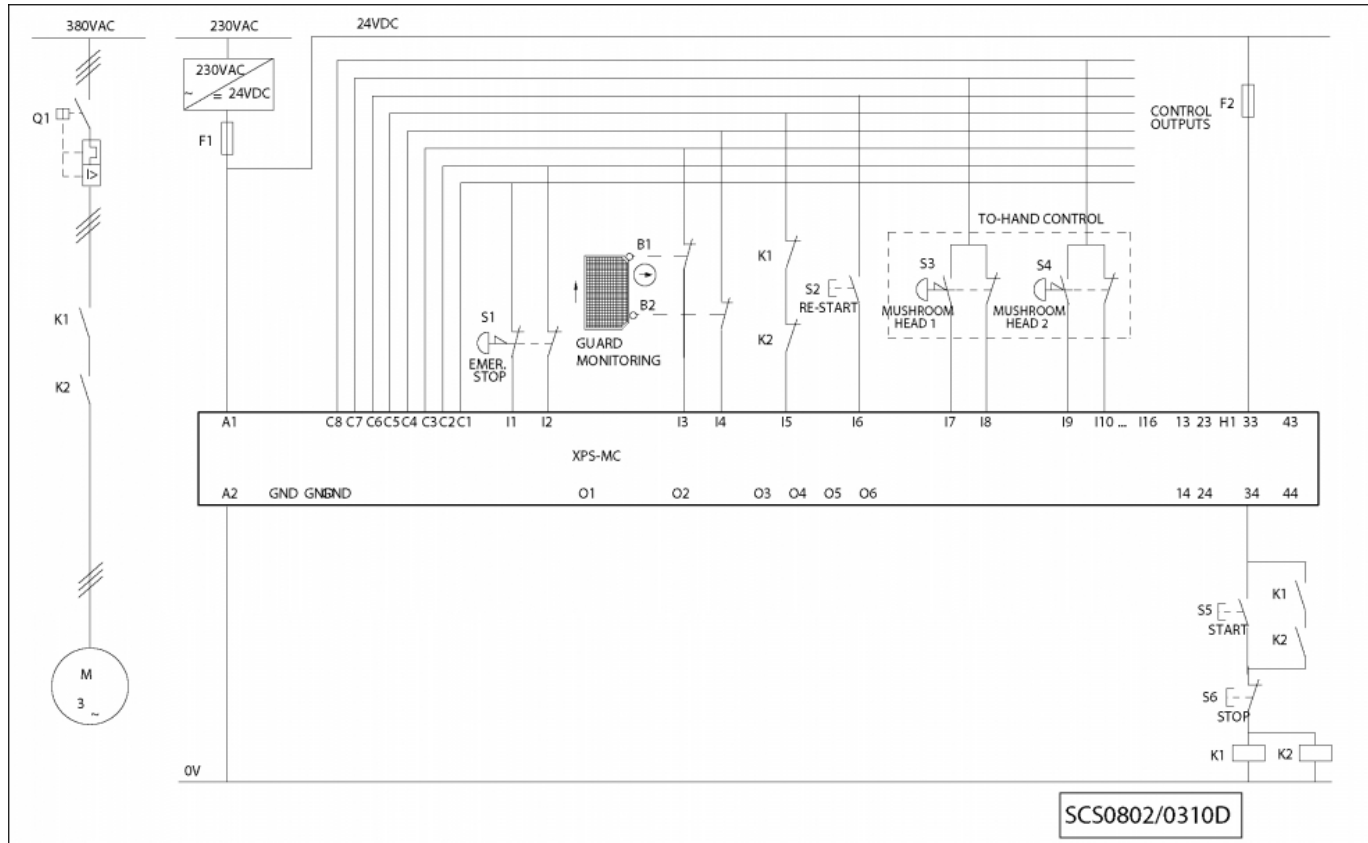 380VAC
230VAC
24VDC
230VAC
~
= 24VDC
Q1
I>
F1
F2
CONTROL
OUTPUTS
TO-HAND CONTROL
B1
B2
GUARD
MONITORING
S1
EMER.
STOP
K1
K2
S2
RE-START
S3
MUSHROOM
HEAD 1
S4
MUSHROOM
HEAD 2
K1
K2
A1 C8 C7 C6 C5 C4 C3 C2 C1 I1 I2 I3 I4 I5 I6 I7 I8 I9 I10 ... I16 13 23 H1 33 43
XPS-MC
A2 GND GND GND O1 O2 O3 O4 O5 O6 14 24 34 44
M
3 ~
S5
START
K1
K2
S6
STOP
K1
K2
0V
SCS0802/0310D